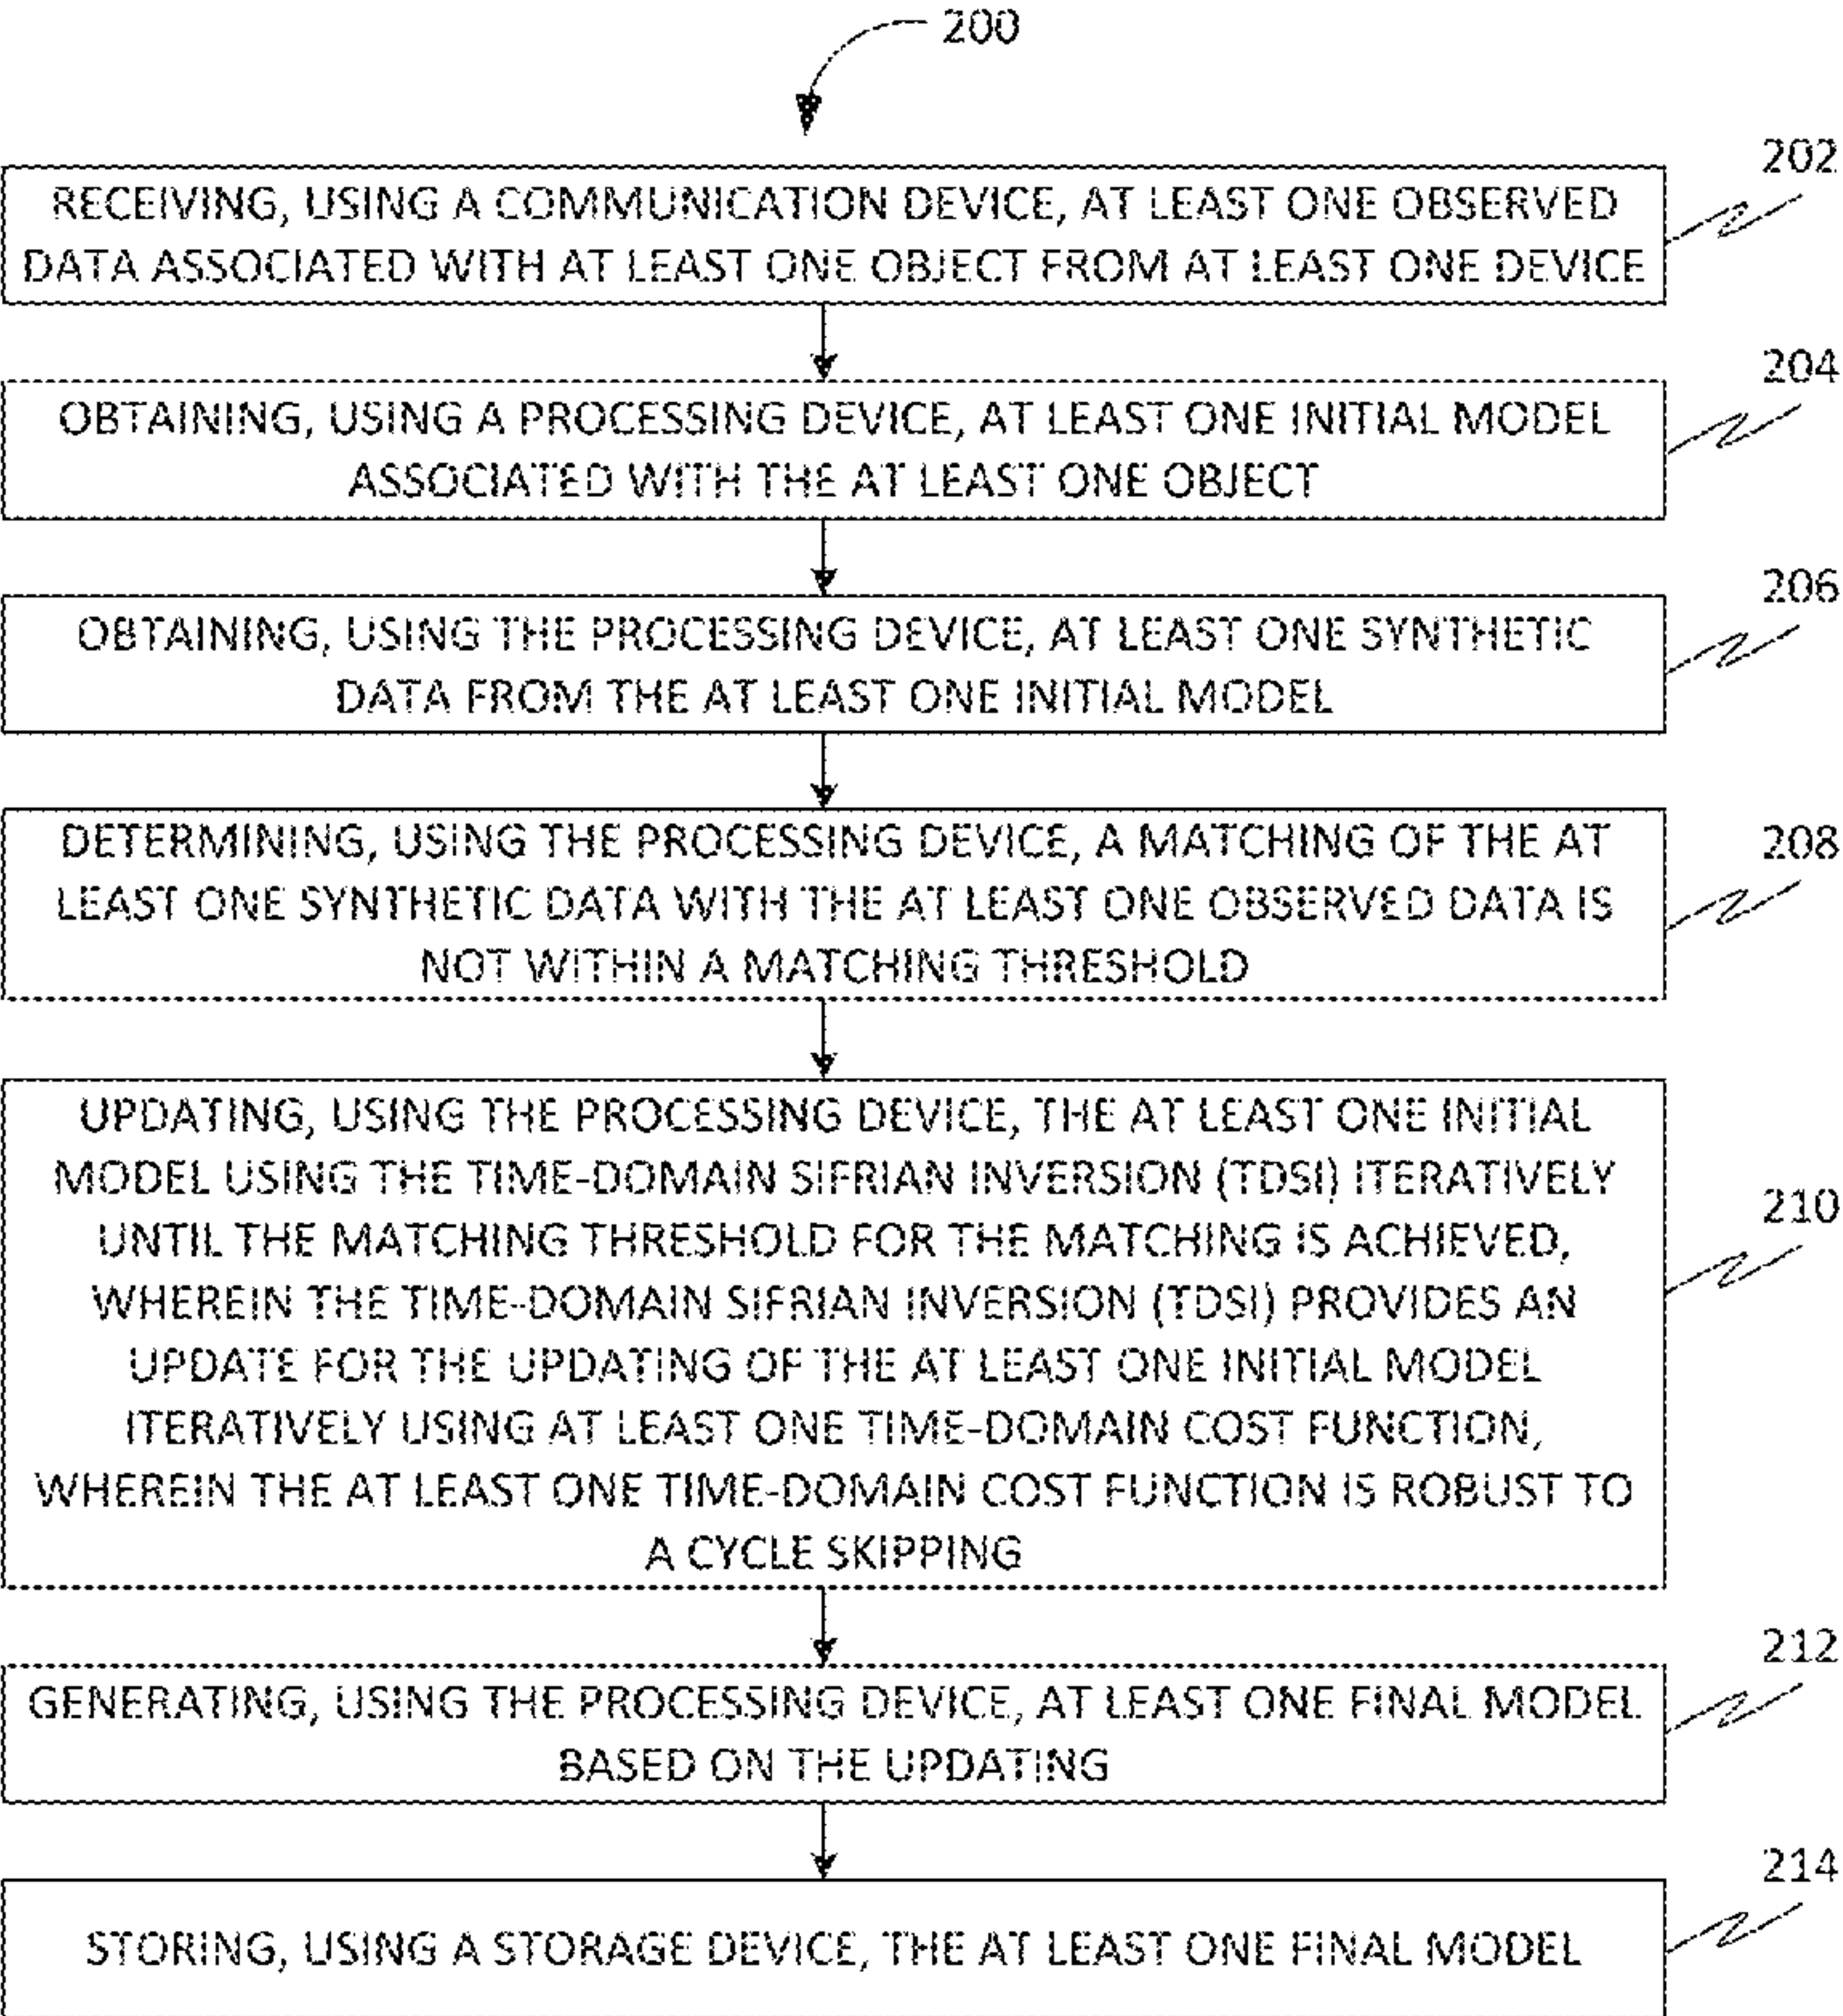 200
202
RECEIVING, USING A COMMUNICATION DEVICE, AT LEAST ONE OBSERVED
DATA ASSOCIATED WITH AT LEAST ONE OBJECT FROM AT LEAST ONE DEVICE
204
OBTAINING, USING A PROCESSING DEVICE, AT LEAST ONE INITIAL MODEL
ASSOCIATED WITH THE AT LEAST ONE OBJECT
206
OBTAINING, USING THE PROCESSING DEVICE, AT LEAST ONE SYNTHETIC
DATA FROM THE AT LEAST ONE INITIAL MODEL
208
DETERMINING, USING THE PROCESSING DEVICE, A MATCHING OF THE AT
LEAST ONE SYNTHETIC DATA WITH THE AT LEAST ONE OBSERVED DATA IS
NOT WITHIN A MATCHING THRESHOLD
210
UPDATING, USING THE PROCESSING DEVICE, THE AT LEAST ONE INITIAL
MODEL USING THE TIME-DOMAIN SIFRIAN INVERSION (TDSI) ITERATIVELY
UNTIL THE MATCHING THRESHOLD FOR THE MATCHING IS ACHIEVED,
WHEREIN THE TIME-DOMAIN SIFRIAN INVERSION (TDSI) PROVIDES AN
UPDATE FOR THE UPDATING OF THE AT LEAST ONE INITIAL MODEL
ITERATIVELY USING AT LEAST ONE TIME-DOMAIN COST FUNCTION,
WHEREIN THE AT LEAST ONE TIME-DOMAIN COST FUNCTION IS ROBUST TO
A CYCLE SKIPPING
212
GENERATING, USING THE PROCESSING DEVICE, AT LEAST ONE FINAL MODEL
BASED ON THE UPDATING
214
STORING, USING A STORAGE DEVICE, THE AT LEAST ONE FINAL MODEL